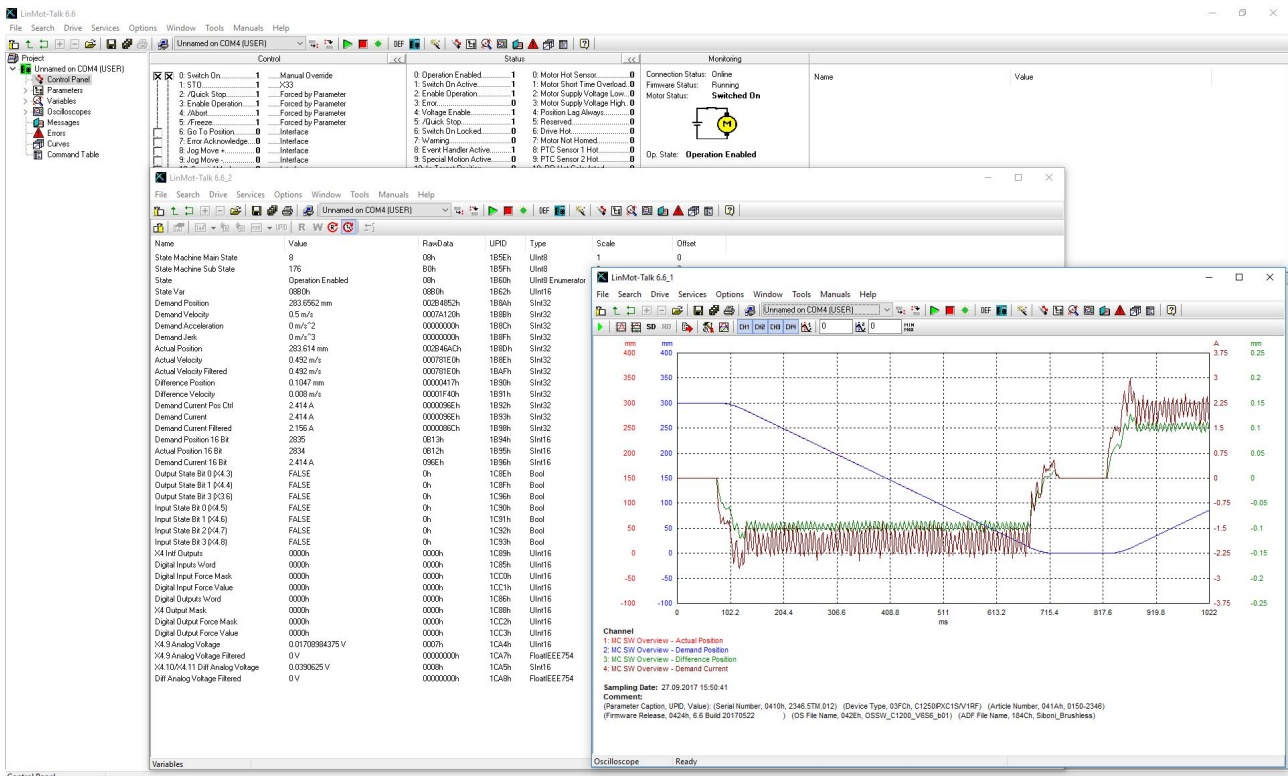 LinMot-Talk 6.6
File Search Drive Services Options Window Tools Manuals Help
Unnamed on COM4 (USER)
Project
Unnamed on COM4 (USER)
Control Panel
Parameters
Variables
Oscilloscopes
Messages
Errors
Curves
Command Table
Control <<
0: Switch On 1 Manual Override
1: STO 1 X33
2: /Quick Stop 1 Forced by Parameter
3: Enable Operation 1 Forced by Parameter
4: /Abort 1 Forced by Parameter
5: /Freeze 1 Forced by Parameter
6: Go To Position 0 Interface
7: Error Acknowledge 0 Interface
8: Jog Move + 0 Interface
9: Jog Move - 0 Interface
Status <<
0: Operation Enabled 1 0: Motor Hot Sensor 0
1: Switch On Active 1 1: Motor Short Time Overload 0
2: Enable Operation 1 2: Motor Supply Voltage Low 0
3: Error 0 3: Motor Supply Voltage High 0
4: Voltage Enable 1 4: Position Lag Always 0
5: /Quick Stop 1 5: Reserved 0
6: Switch On Locked 0 6: Drive Hot 0
7: Warning 0 7: Motor Not Homed 0
8: Event Handler Active 1 8: PTC Sensor 1 Hot 0
9: Special Motion Active 0 9: PTC Sensor 2 Hot 0
Monitoring
Connection Status: Online
Firmware Status: Running
Motor Status: Switched On
M
Op. State: Operation Enabled
Name Value
LinMot-Talk 6.6_2
File Search Drive Services Options Window Tools Manuals Help
Unnamed on COM4 (USER)
Name Value RawData UPID Type Scale Offset
State Machine Main State 8 08h 1B5Eh UInt8 1 0
State Machine Sub State 176 B0h 1B5Fh UInt8
State Operation Enabled 08h 1B60h UInt8 Enumerator
State Var 08B0h 08B0h 1B62h UInt16
Demand Position 283.6562 mm 002B4852h 1B8Ah SInt32
Demand Velocity 0.5 m/s 0007A120h 1B8Bh SInt32
Demand Acceleration 0 m/s^2 00000000h 1B8Ch SInt32
Demand Jerk 0 m/s^3 00000000h 1B8Fh SInt32
Actual Position 283.614 mm 002B46ACh 1B8Dh SInt32
Actual Velocity 0.492 m/s 000781E0h 1B8Eh SInt32
Actual Velocity Filtered 0.492 m/s 000781E0h 1BAFh SInt32
Difference Position 0.1047 mm 00000417h 1B90h SInt32
Difference Velocity 0.008 m/s 00001F40h 1B91h SInt32
Demand Current Pos Ctrl 2.414 A 0000096Eh 1B92h SInt32
Demand Current 2.414 A 0000096Eh 1B93h SInt32
Demand Current Filtered 2.156 A 0000086Ch 1B98h SInt32
Demand Position 16 Bit 2835 0B13h 1B94h SInt16
Actual Position 16 Bit 2834 0B12h 1B95h SInt16
Demand Current 16 Bit 2.414 A 096Eh 1B96h SInt16
Output State Bit 0 (X4.3) FALSE 0h 1C8Eh Bool
Output State Bit 1 (X4.4) FALSE 0h 1C8Fh Bool
Output State Bit 3 (X3.6) FALSE 0h 1C96h Bool
Input State Bit 0 (X4.5) FALSE 0h 1C90h Bool
Input State Bit 1 (X4.6) FALSE 0h 1C91h Bool
Input State Bit 2 (X4.7) FALSE 0h 1C92h Bool
Input State Bit 3 (X4.8) FALSE 0h 1C93h Bool
X4 Intf Outputs 0000h 0000h 1C89h UInt16
Digital Inputs Word 0000h 0000h 1C85h UInt16
Digital Input Force Mask 0000h 0000h 1CC0h UInt16
Digital Input Force Value 0000h 0000h 1CC1h UInt16
Digital Outputs Word 0000h 0000h 1C86h UInt16
X4 Output Mask 0000h 0000h 1C88h UInt16
Digital Output Force Mask 0000h 0000h 1CC2h UInt16
Digital Output Force Value 0000h 0000h 1CC3h UInt16
X4.9 Analog Voltage 0.01708984375 V 0007h 1CA4h UInt16
X4.9 Analog Voltage Filtered 0 V 00000000h 1CA7h FloatIEEE754
X4.10/X4.11 Diff Analog Voltage 0.0390625 V 0008h 1CA5h SInt16
Diff Analog Voltage Filtered 0 V 00000000h 1CA8h FloatIEEE754
Variables
LinMot-Talk 6.6_1
File Search Drive Services Options Window Tools Manuals Help
Unnamed on COM4 (USER)
SD RD CH1 CH2 CH3 CH4 0 0
mm mm A mm
400 400 3.75 0.25
350 350 3 0.2
300 300 2.25 0.15
250 250 1.5 0.1
200 200 0.75 0.05
150 150 0 0
100 100 -0.75 -0.05
50 50 -1.5 -0.1
0 0 -2.25 -0.15
-50 -50 -3 -0.2
-100 -100 -3.75 -0.25
0 102.2 204.4 306.6 408.8 511 613.2 715.4 817.6 919.8 1022
ms
Channel
1: MC SW Overview - Actual Position
2: MC SW Overview - Demand Position
3: MC SW Overview - Difference Position
4: MC SW Overview - Demand Current
Sampling Date: 27.09.2017 15:50:41
Comment:
(Parameter Caption, UPID, Value): (Serial Number, 0410h, 2346.5TM.012) (Device Type, 03FCh, C1250IPXC1S/V1RF) (Article Number, 041Ah, 0150-2346)
(Firmware Release, 0424h, 6.6 Build 20170522 ) (OS File Name, 042Eh, OSSW_C1200_V6S6_b01) (ADF File Name, 184Ch, Siboni_Brushless)
Oscilloscope Ready